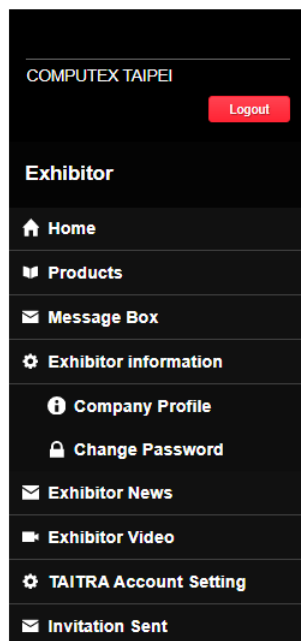 COMPUTEX TAIPEI
Logout
Exhibitor
Home
Products
Message Box
Exhibitor information
Company Profile
Change Password
Exhibitor News
Exhibitor Video
TAITRA Account Setting
Invitation Sent